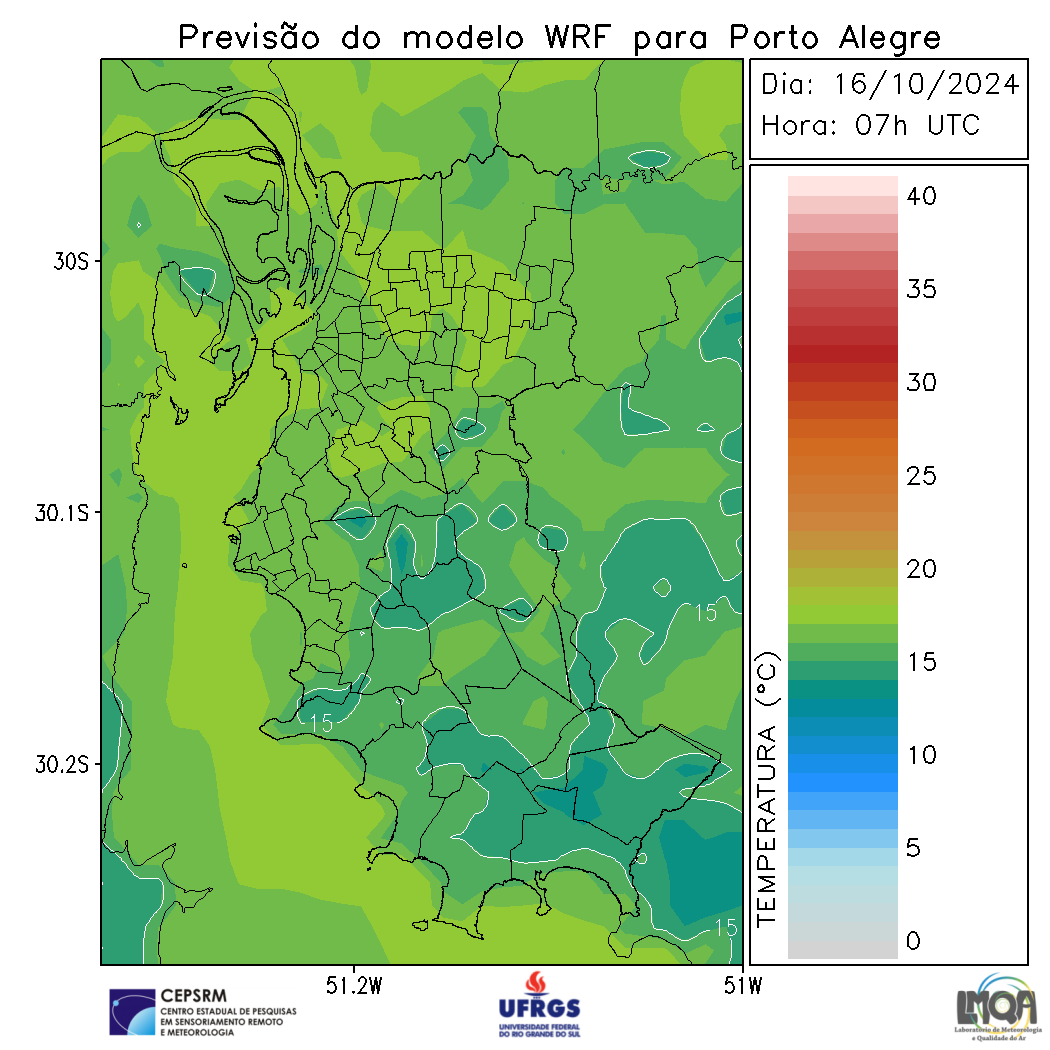 Previsão do modelo WRF para Porto Alegre
Dia: 16/10/2024
Hora: 07h UTC
30S
30.1S
30.2S
51.2W
51W
15
15
15
TEMPERATURA (°C)
40
35
30
25
20
15
10
5
0
CEPSRM
CENTRO ESTADUAL DE PESQUISAS
EM SENSORIAMENTO REMOTO
E METEOROLOGIA
UFRGS
UNIVERSIDADE FEDERAL
DO RIO GRANDE DO SUL
LMQA
Laboratório de Meteorologia
e Qualidade do Ar